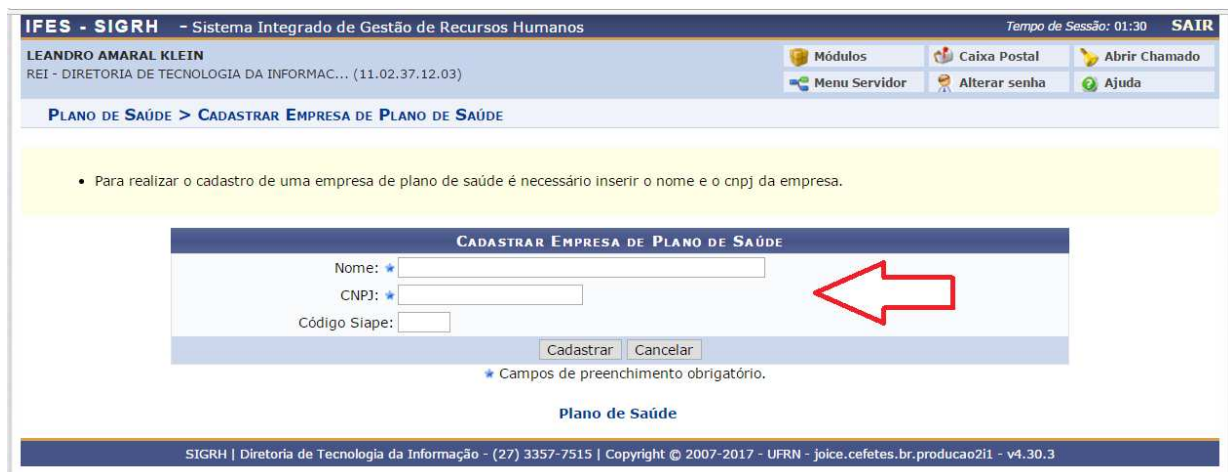 IFES - SIGRH - Sistema Integrado de Gestão de Recursos Humanos Tempo de Sessão: 01:30 SAIR
LEANDRO AMARAL KLEIN Módulos Caixa Postal Abrir Chamado
REI - DIRETORIA DE TECNOLOGIA DA INFORMAC... (11.02.37.12.03) Menu Servidor Alterar senha Ajuda
PLANO DE SAÚDE > CADASTRAR EMPRESA DE PLANO DE SAÚDE
• Para realizar o cadastro de uma empresa de plano de saúde é necessário inserir o nome e o cnpj da empresa.
CADASTRAR EMPRESA DE PLANO DE SAÚDE
Nome:
CNPJ:
Código Siape:
Cadastrar Cancelar
Campos de preenchimento obrigatório.
Plano de Saúde
SIGRH | Diretoria de Tecnologia da Informação - (27) 3357-7515 | Copyright © 2007-2017 - UFRN - joice.cefetes.br.producao2i1 - v4.30.3